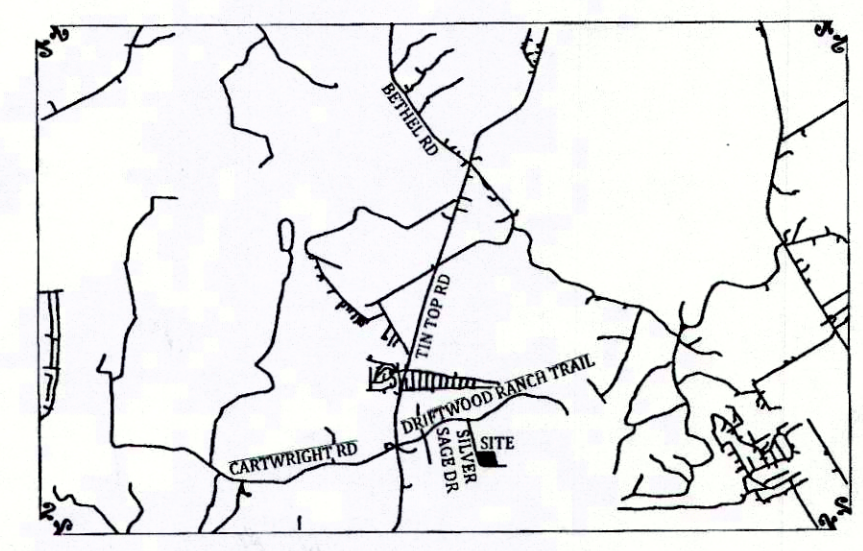 BETHEL RD
TIN TOP RD
DRIFTWOOD RANCH TRAIL
CARTWRIGHT RD
SILVER
SAGE DR
SITE